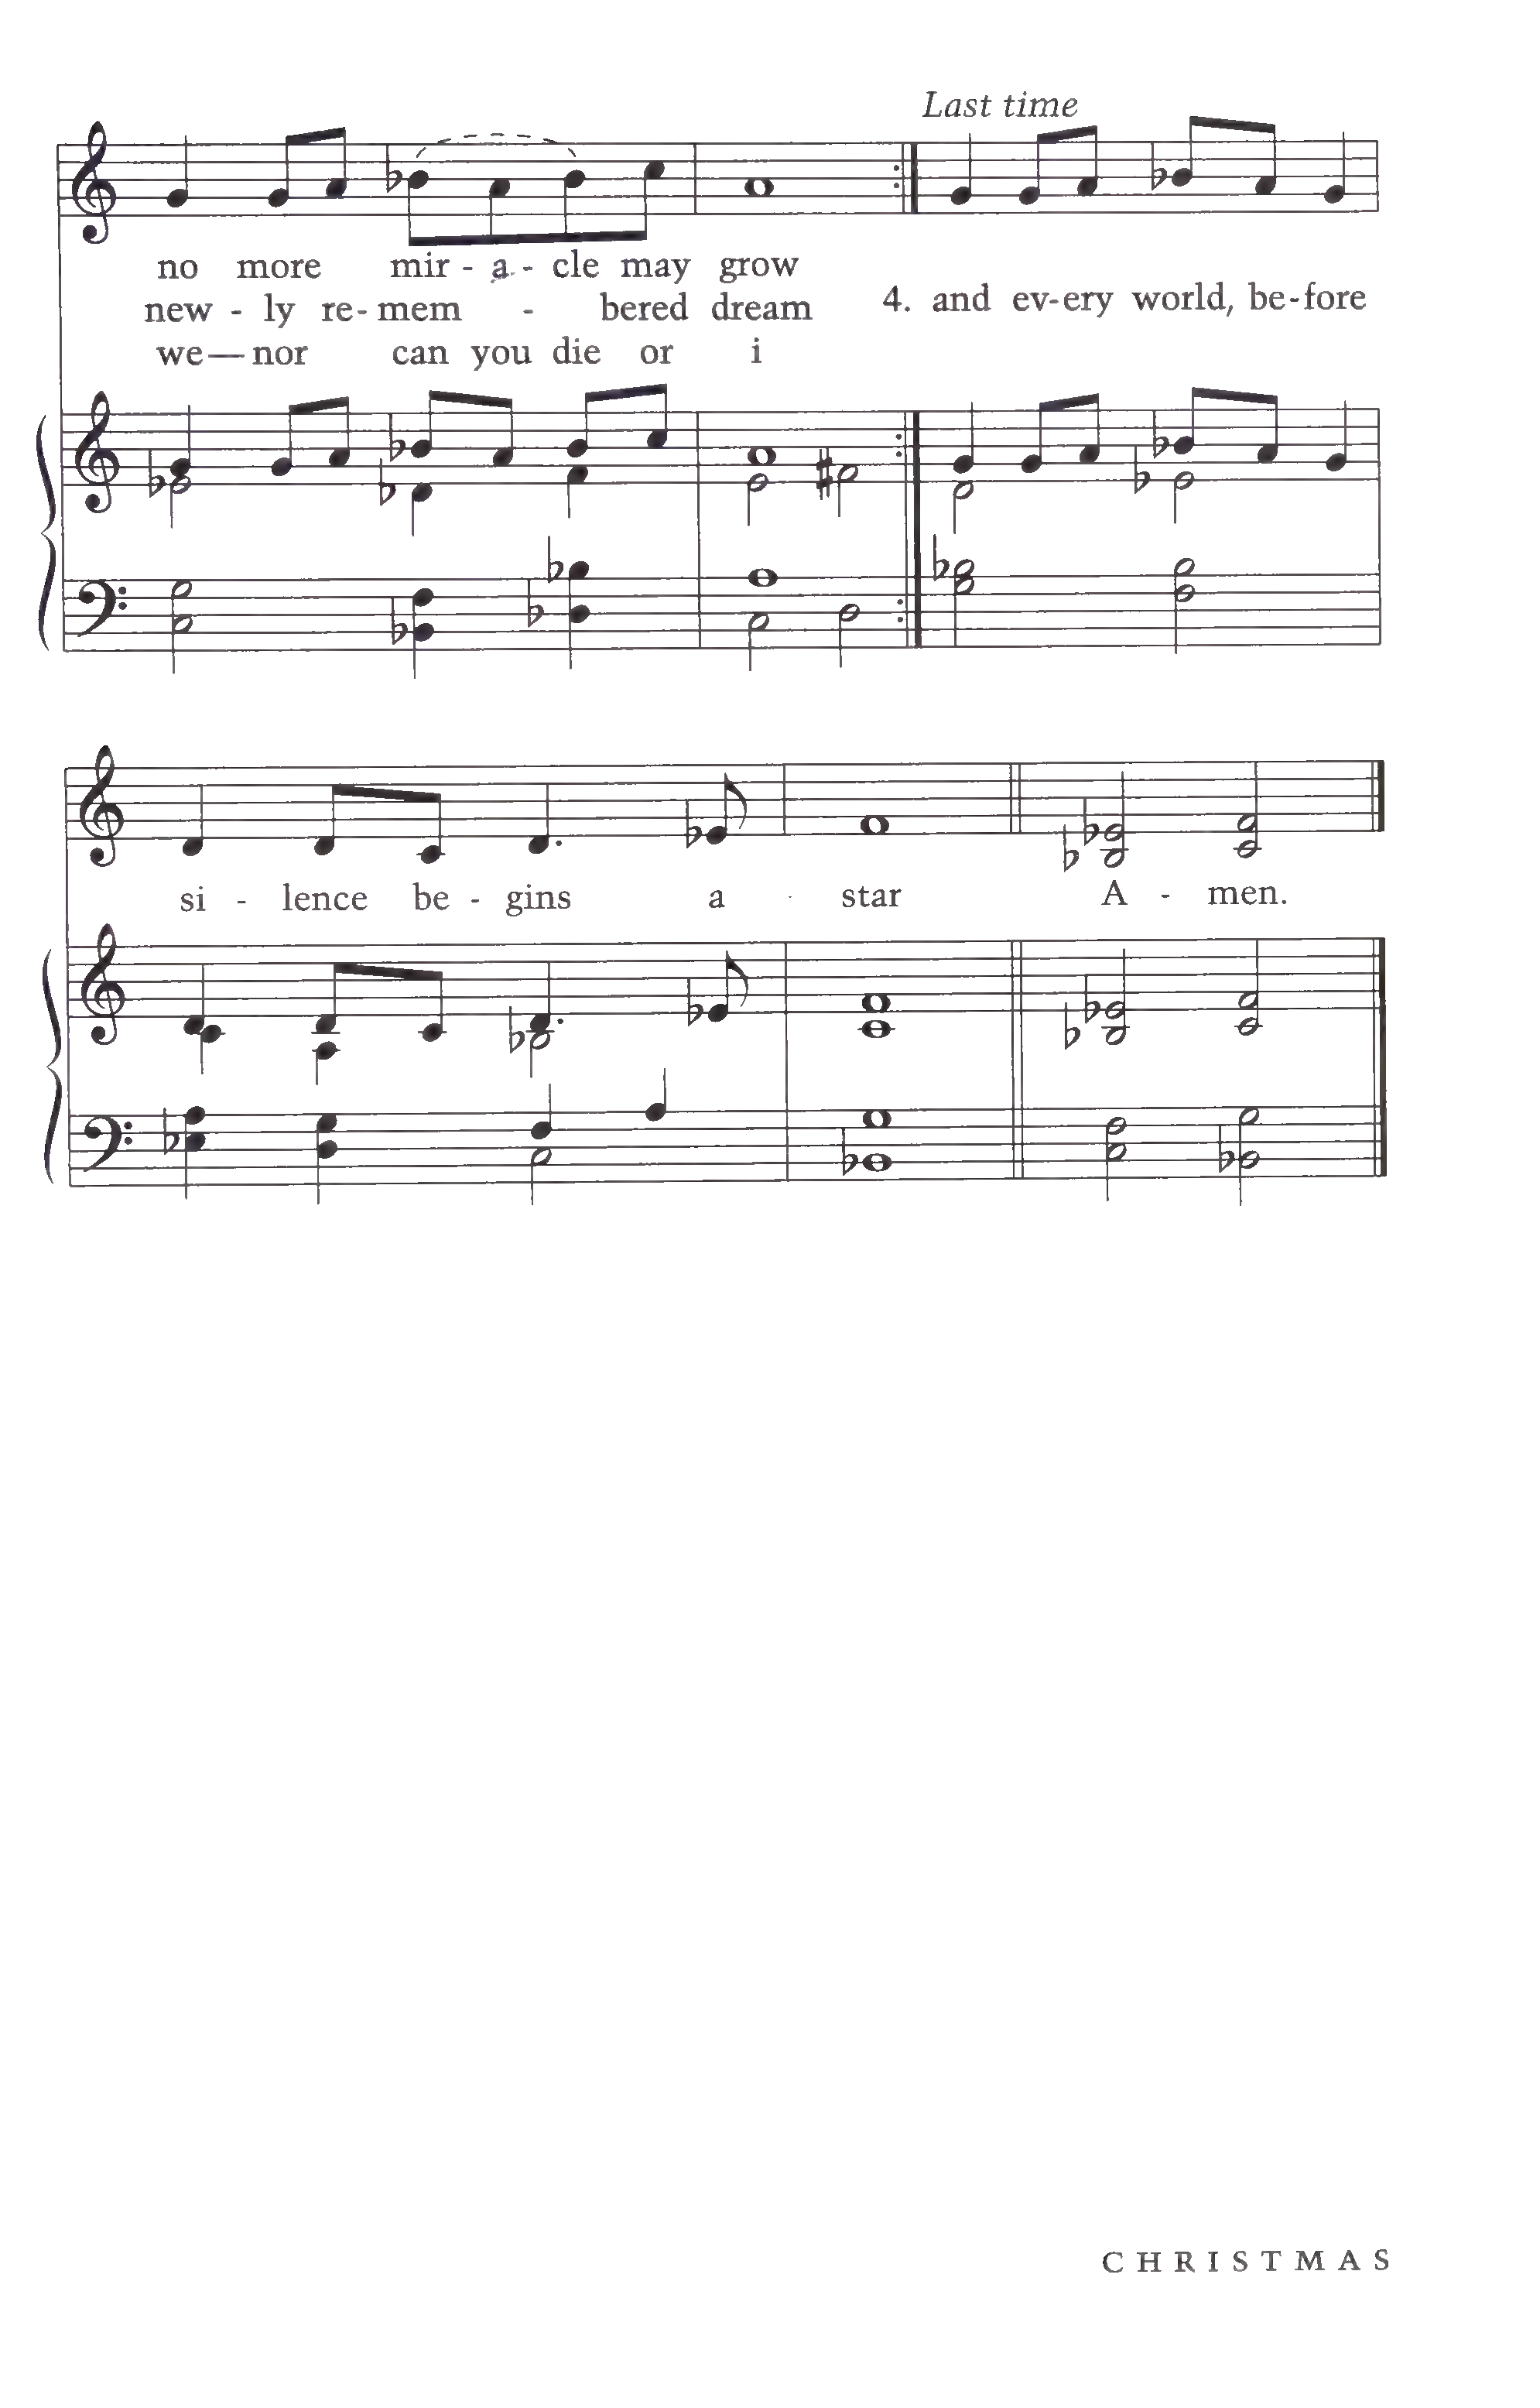 Last time
no more mir - a - cle may grow
new - ly re - mem - bered dream
we—nor can you die or i
4. and ev-ery world, be-fore
si - lence be - gins a star A - men.
CHRISTMAS